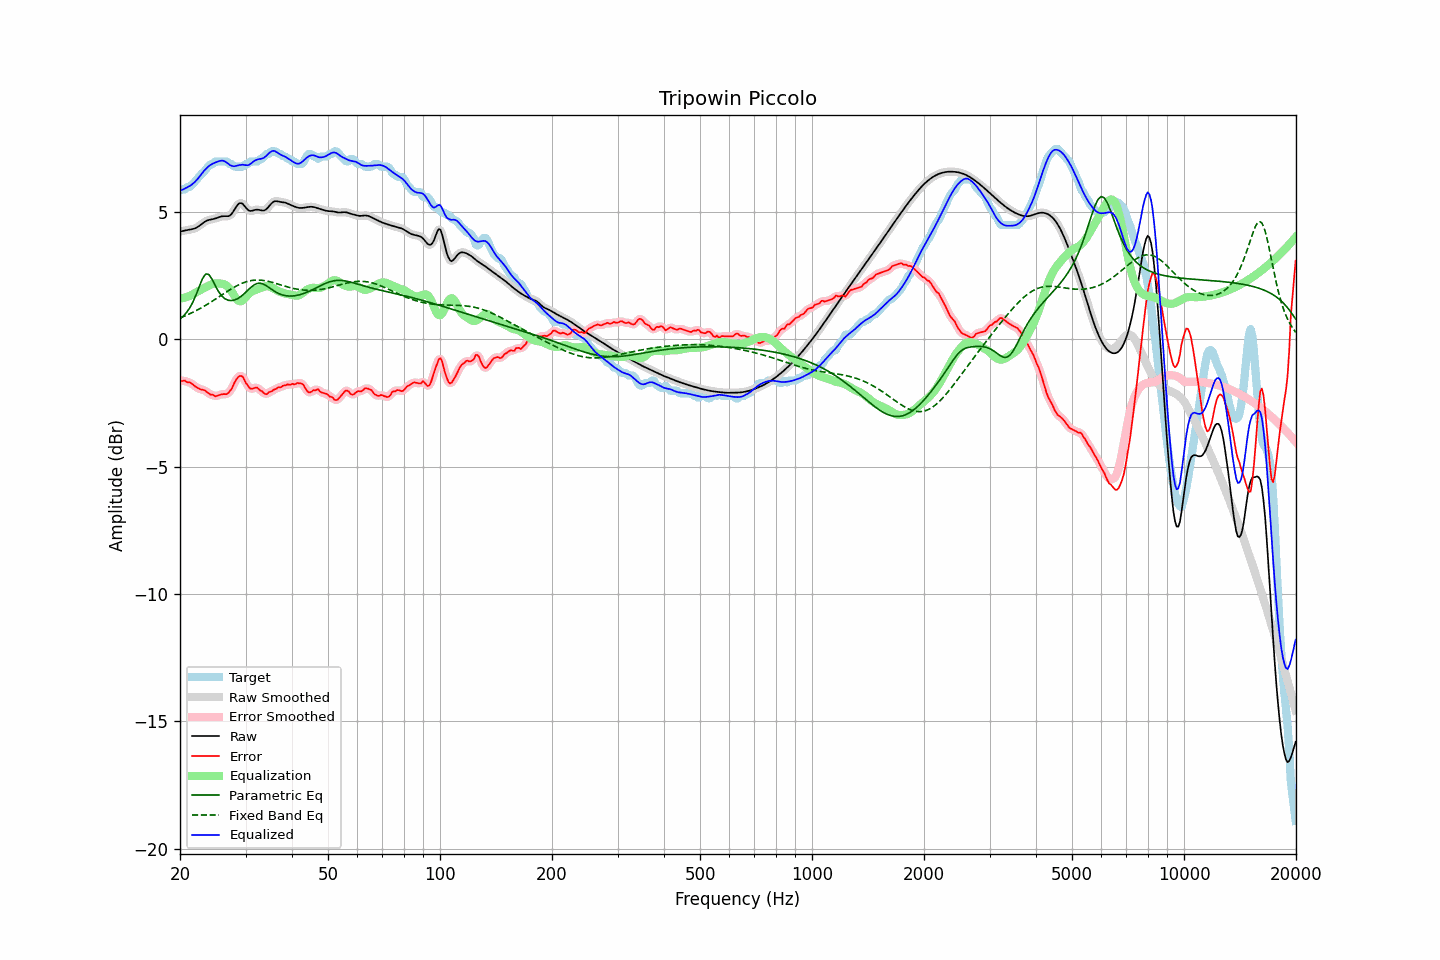 Tripowin Piccolo
Amplitude (dBr)
5
0
−5
−10
−15
−20
Target
Raw Smoothed
Error Smoothed
Raw
Error
Equalization
Parametric Eq
Fixed Band Eq
Equalized
20 50 100 200 500 1000 2000 5000 10000 20000
Frequency (Hz)